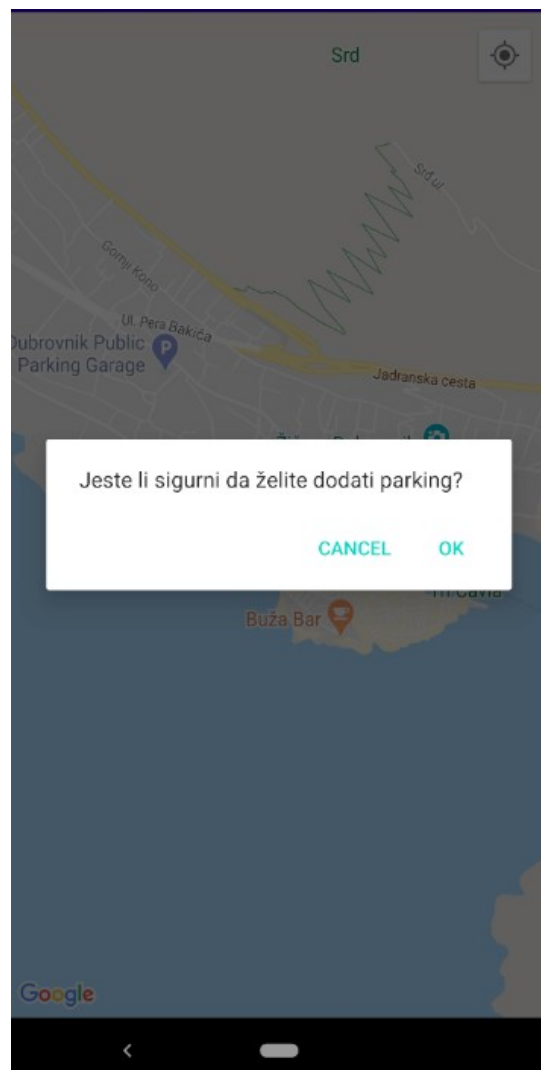 Srd
Srđ ul
Gornji Kono
Ul. Pera Bakića
Dubrovnik Public
Parking Garage
P
Jadranska cesta
Jeste li sigurni da želite dodati parking?
CANCEL
OK
Buža Bar
Google